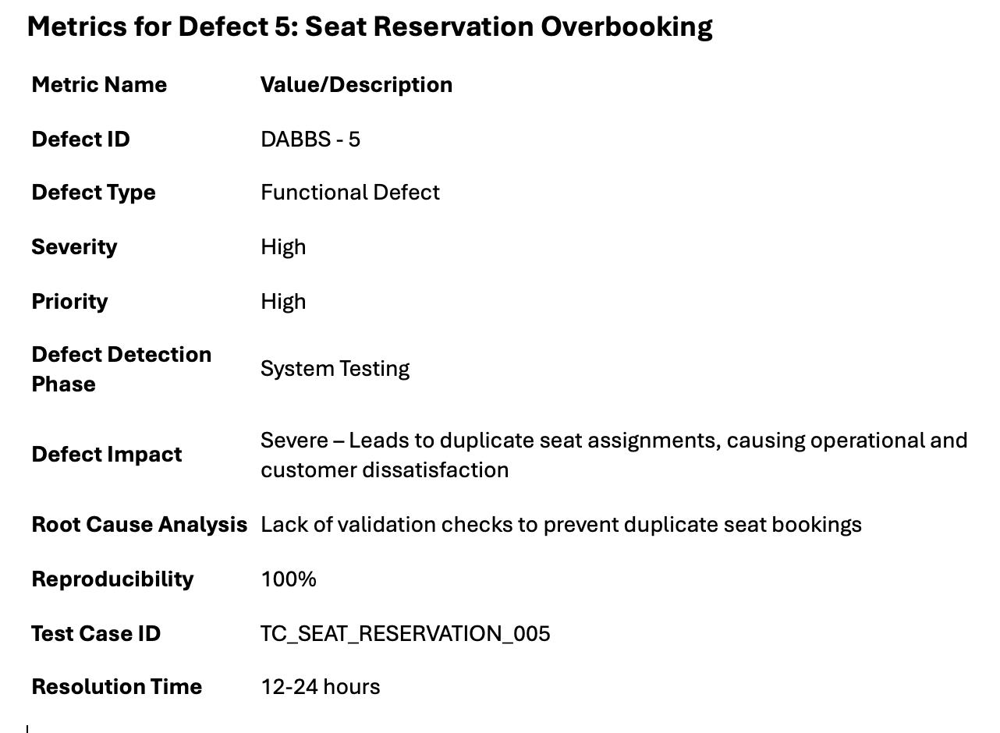 Metrics for Defect 5: Seat Reservation Overbooking
Metric Name Value/Description
Defect ID DABBS - 5
Defect Type Functional Defect
Severity High
Priority High
Defect Detection
Phase
System Testing
Defect Impact
Severe – Leads to duplicate seat assignments, causing operational and
customer dissatisfaction
Root Cause Analysis Lack of validation checks to prevent duplicate seat bookings
Reproducibility 100%
Test Case ID TC_SEAT_RESERVATION_005
Resolution Time 12-24 hours